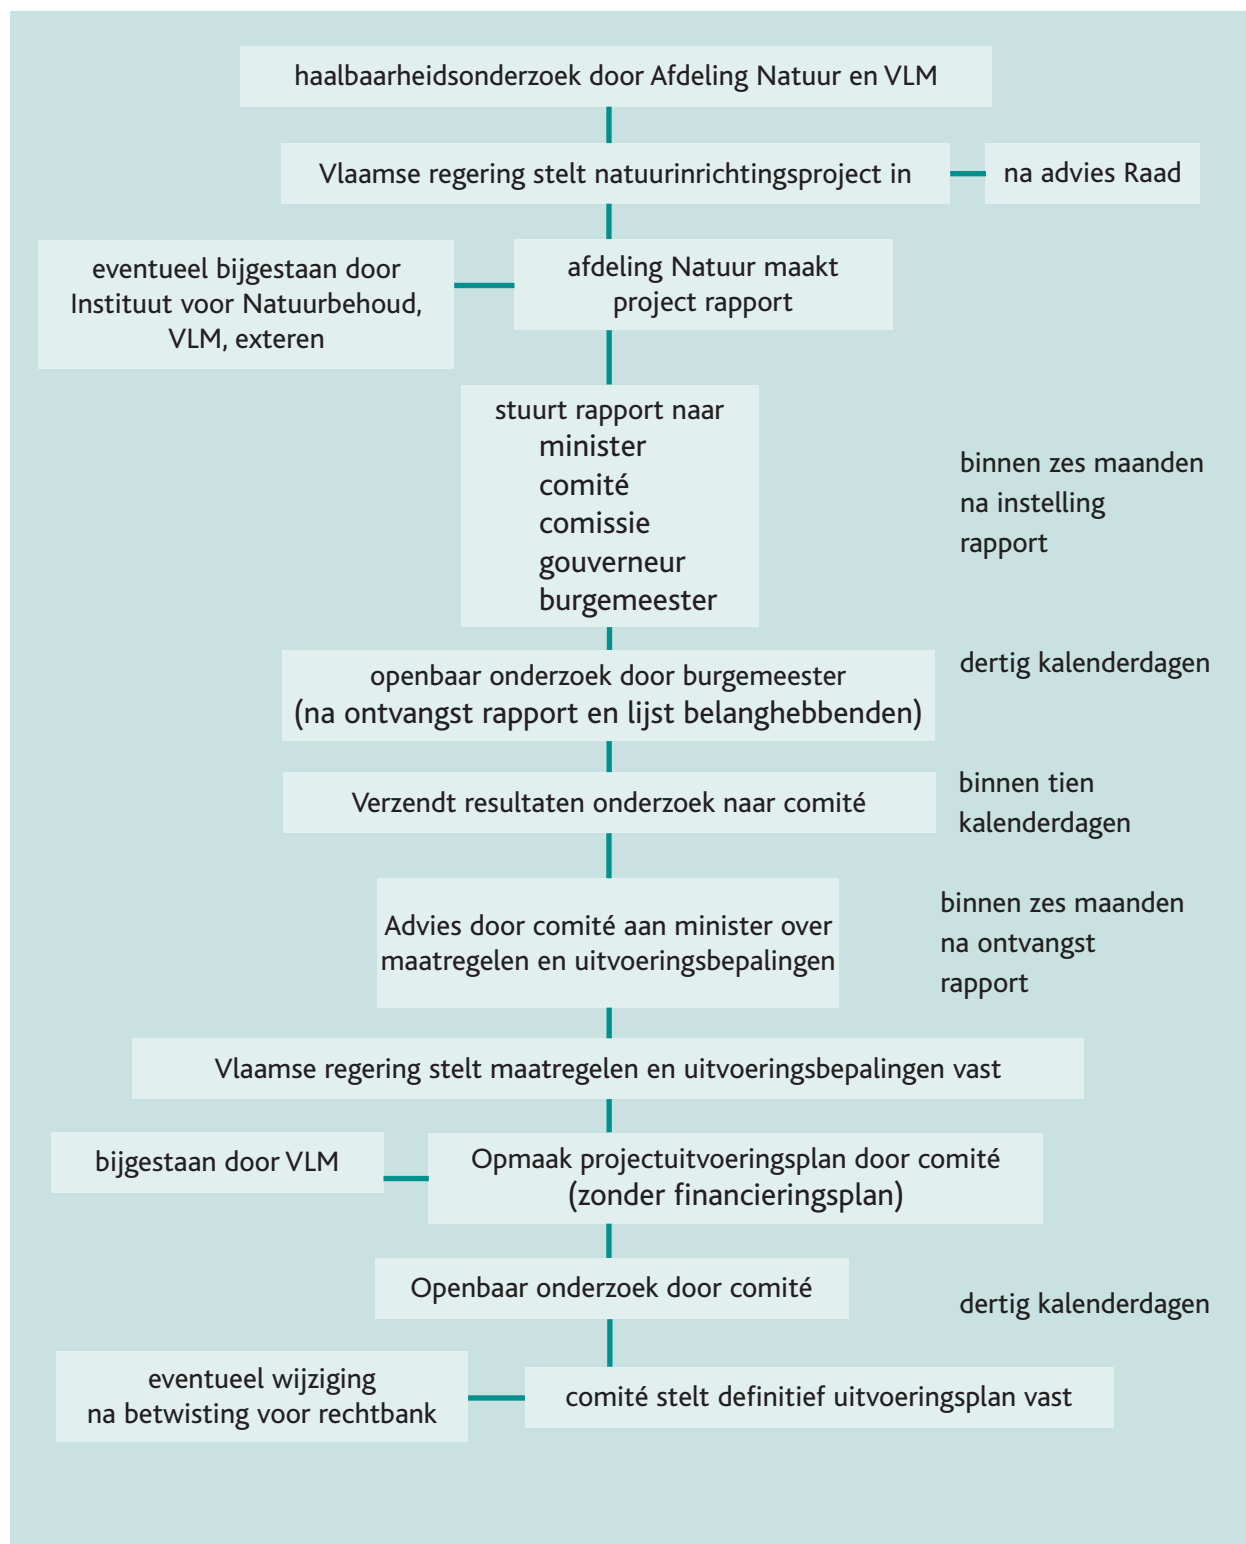 haalbaarheidsonderzoek door Afdeling Natuur en VLM
Vlaamse regering stelt natuurinrichtingsproject in
na advies Raad
eventueel bijgestaan door
Instituut voor Natuurbehoud,
VLM, exteren
afdeling Natuur maakt
project rapport
stuurt rapport naar
minister
comité
comissie
gouverneur
burgemeester
binnen zes maanden
na instelling
rapport
openbaar onderzoek door burgemeester
(na ontvangst rapport en lijst belanghebbenden)
dertig kalenderdagen
Verzendt resultaten onderzoek naar comité
binnen tien
kalenderdagen
Advies door comité aan minister over
maatregelen en uitvoeringsbepalingen
binnen zes maanden
na ontvangst
rapport
Vlaamse regering stelt maatregelen en uitvoeringsbepalingen vast
bijgestaan door VLM
Opmaak projectuitvoeringsplan door comité
(zonder financieringsplan)
Openbaar onderzoek door comité
dertig kalenderdagen
eventueel wijziging
na betwisting voor rechtbank
comité stelt definitief uitvoeringsplan vast